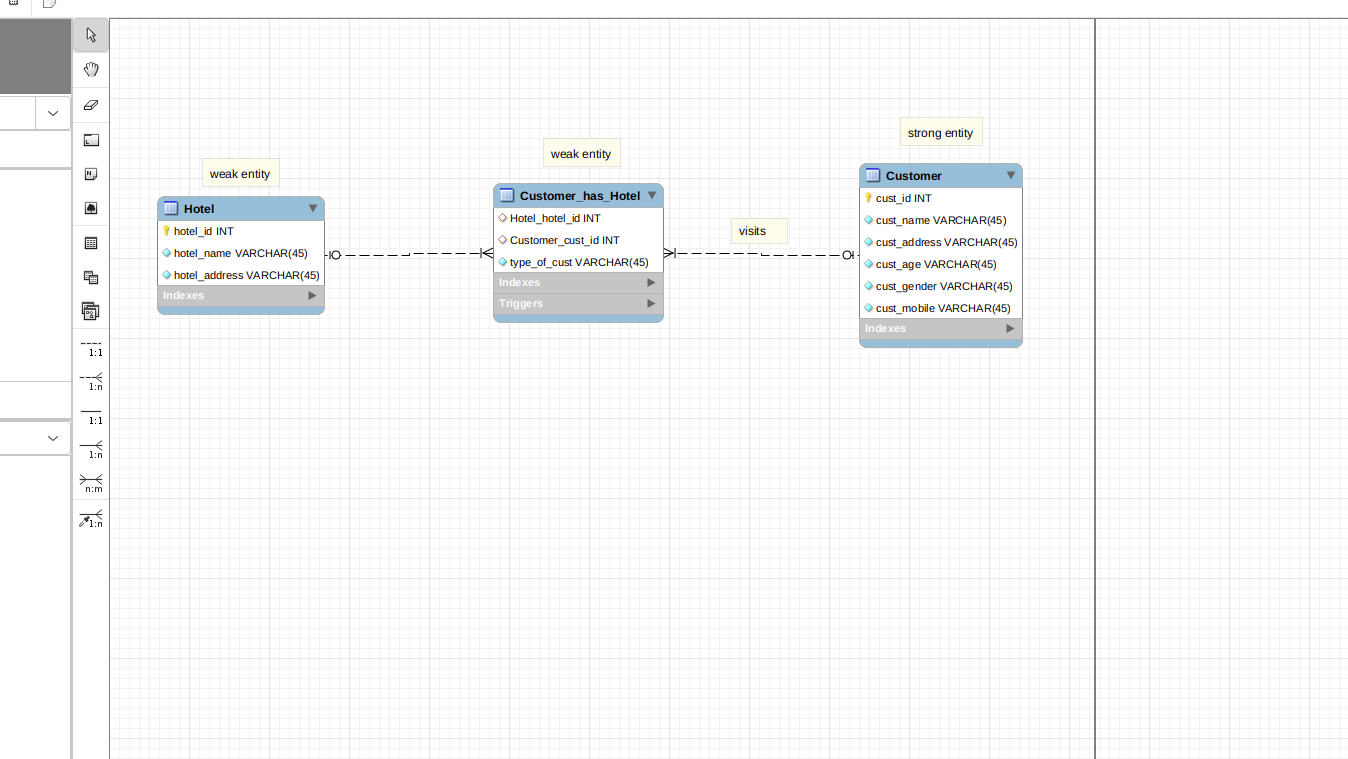 weak entity
Hotel
hotel_id INT
hotel_name VARCHAR(45)
hotel_address VARCHAR(45)
Indexes
weak entity
Customer_has_Hotel
Hotel_hotel_id INT
Customer_cust_id INT
type_of_cust VARCHAR(45)
Indexes
Triggers
visits
strong entity
Customer
cust_id INT
cust_name VARCHAR(45)
cust_address VARCHAR(45)
cust_age VARCHAR(45)
cust_gender VARCHAR(45)
cust_mobile VARCHAR(45)
Indexes
1:1
1:n
1:1
1:n
n:m
1:n